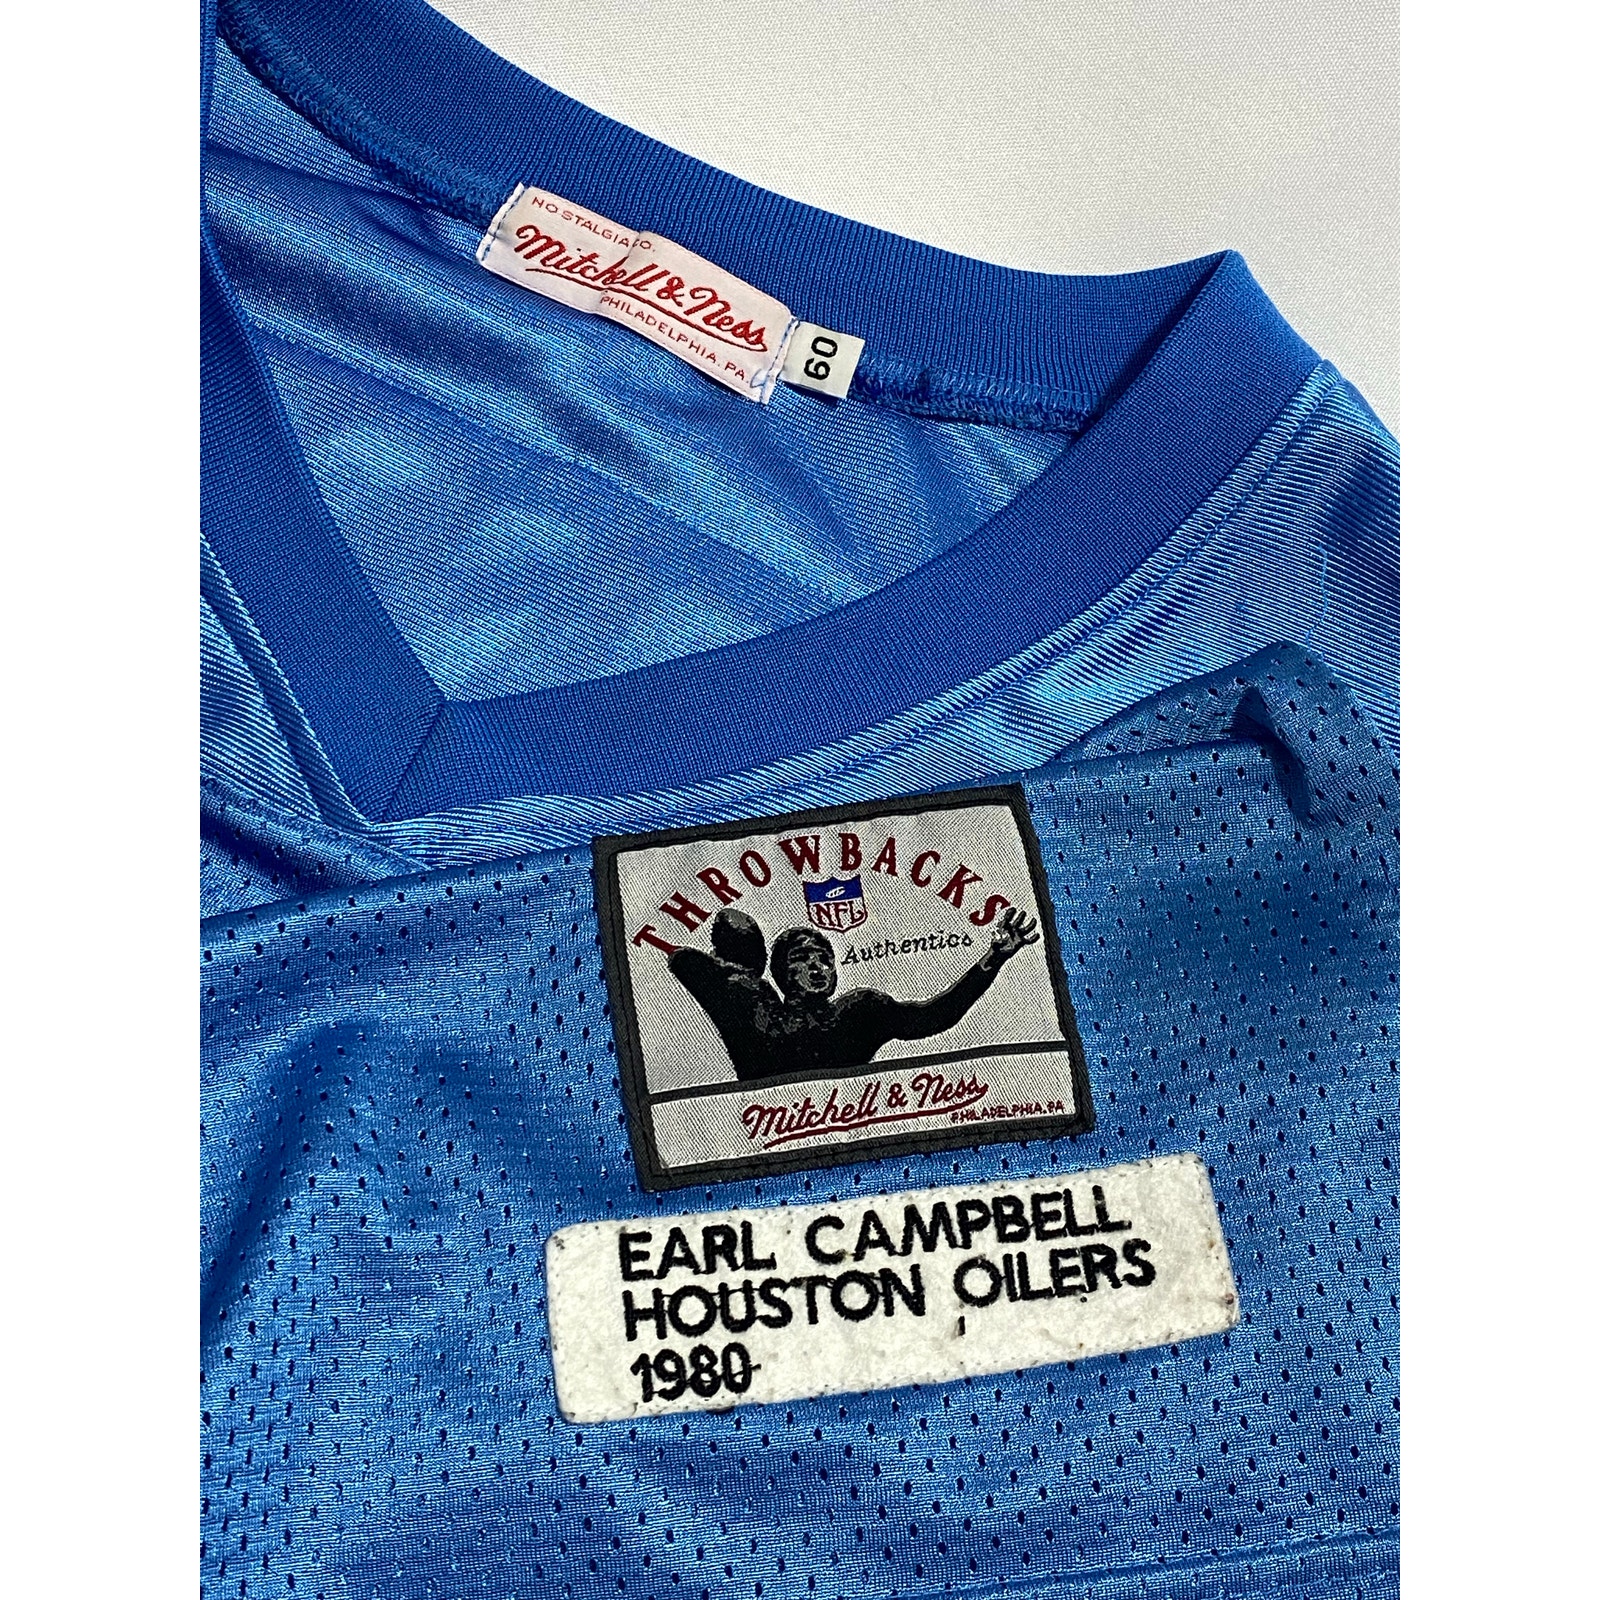 NOSTALGIA CO.
Mitchell & Ness
PHILADELPHIA, PA.
60
THROWBACKS
NFL
Authentics
Mitchell & Ness
PHILADELPHIA, PA
EARL CAMPBELL
HOUSTON OILERS
1980